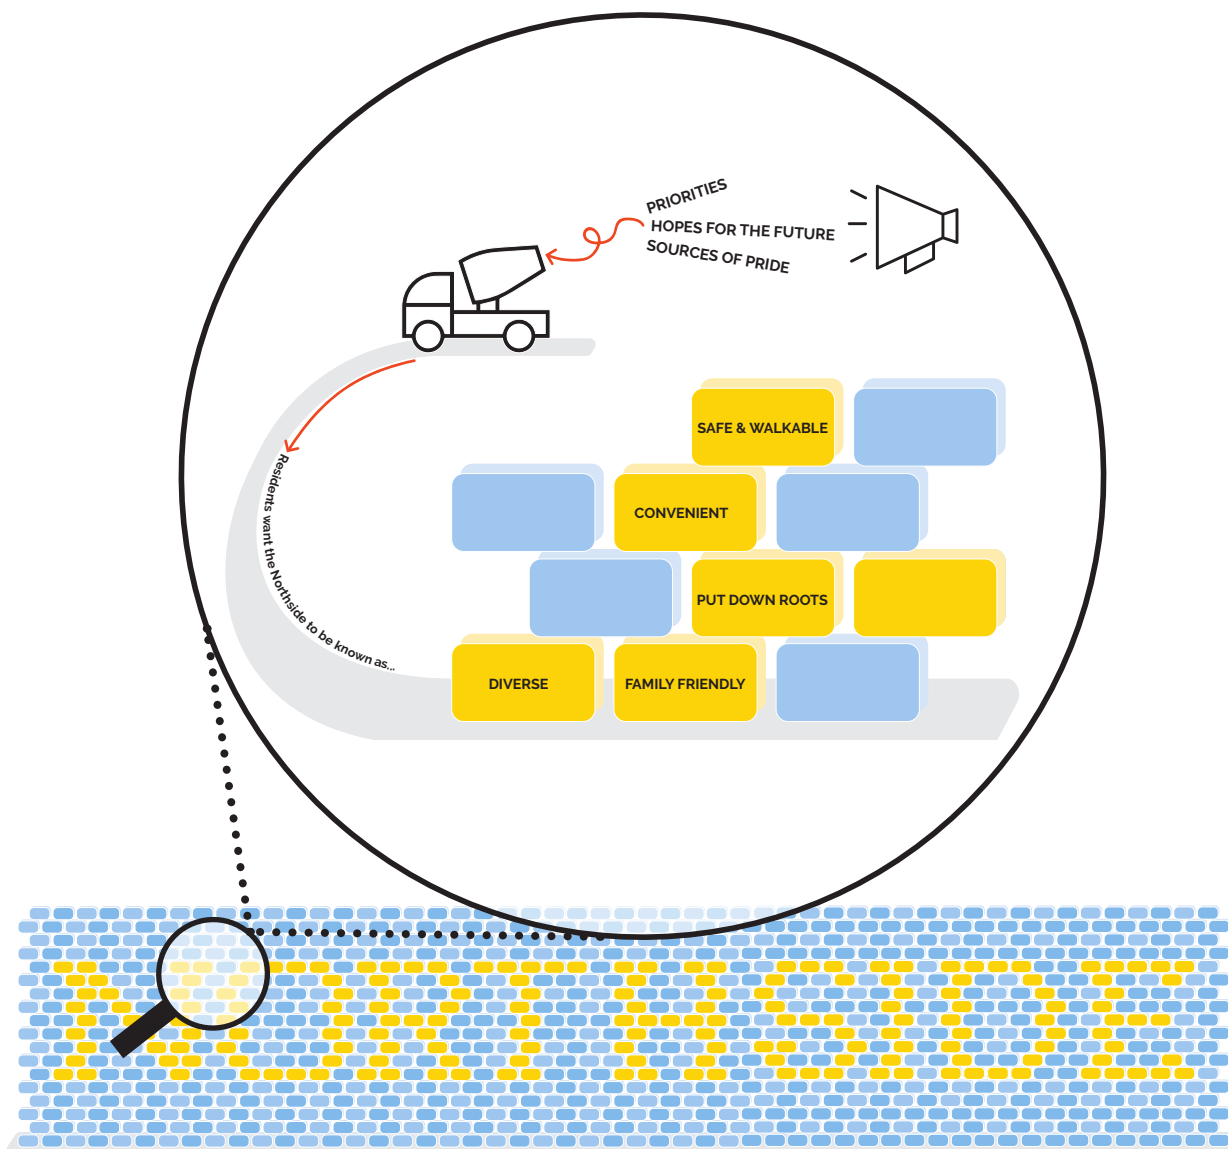 PRIORITIES
HOPES FOR THE FUTURE
SOURCES OF PRIDE
Residents want the Northside to be known as...
SAFE & WALKABLE
CONVENIENT
PUT DOWN ROOTS
DIVERSE
FAMILY FRIENDLY
NORTHSIDE